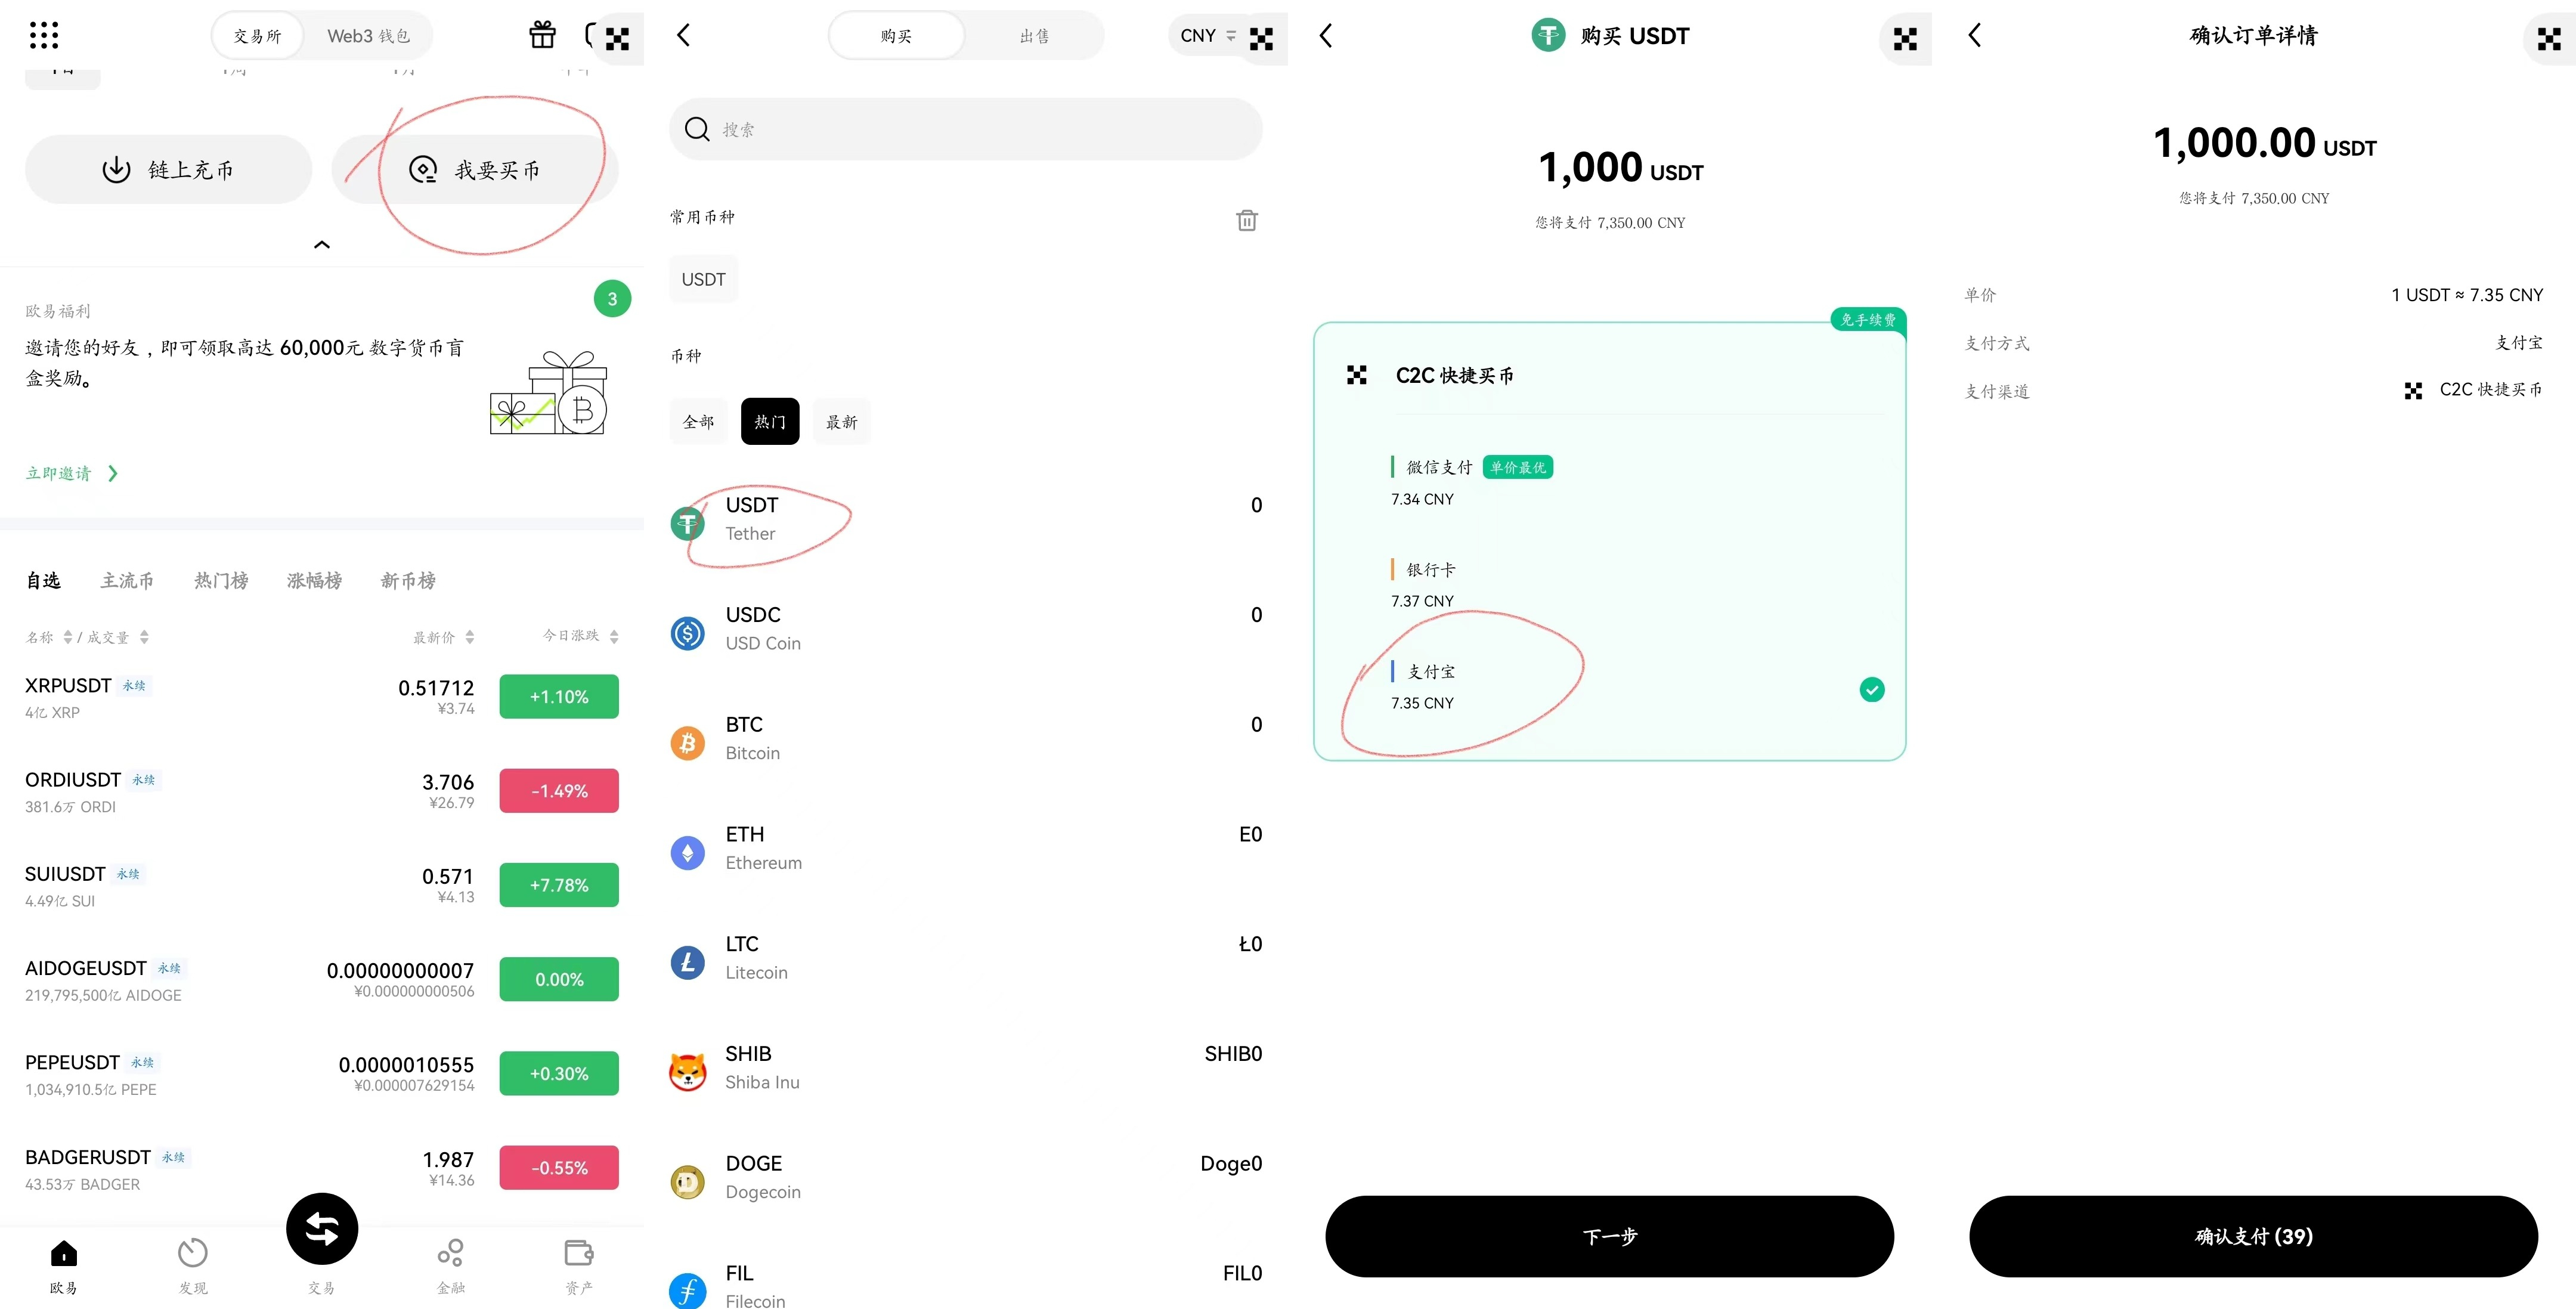 交易所
Web3 钱包
链上充币
我要买币
欧易福利
3
邀请您的好友，即可领取高达 60,000元 数字货币盲
盒奖励。
立即邀请
自选 主流币 热门榜 涨幅榜 新币榜
名称 / 成交量 最新价 今日涨跌
XRPUSDT 永续 0.51712 +1.10%
4亿 XRP ¥3.74
ORDIUSDT 永续 3.706 -1.49%
381.6万 ORDI ¥26.79
SUIUSDT 永续 0.571 +7.78%
4.49亿 SUI ¥4.13
AIDOGEUSDT 永续 0.00000000007 0.00%
219,795,500亿 AIDOGE ¥0.000000000506
PEPEUSDT 永续 0.0000010555 +0.30%
1,034,910.5亿 PEPE ¥0.000007629154
BADGERUSDT 永续 1.987 -0.55%
43.53万 BADGER ¥14.36
欧易 发现 交易 金融 资产
购买 出售 CNY
搜索
常用币种
USDT
币种
全部 热门 最新
USDT 0
Tether
USDC 0
USD Coin
BTC 0
Bitcoin
ETH Ξ0
Ethereum
LTC Ł0
Litecoin
SHIB SHIB0
Shiba Inu
DOGE Doge0
Dogecoin
FIL FIL0
Filecoin
购买 USDT
1,000 USDT
您将支付 7,350.00 CNY
免手续费
C2C 快捷买币
微信支付 单价最优
7.34 CNY
银行卡
7.37 CNY
支付宝
7.35 CNY
下一步
确认订单详情
1,000.00 USDT
您将支付 7,350.00 CNY
单价 1 USDT ≈ 7.35 CNY
支付方式 支付宝
支付渠道 C2C 快捷买币
确认支付 (39)